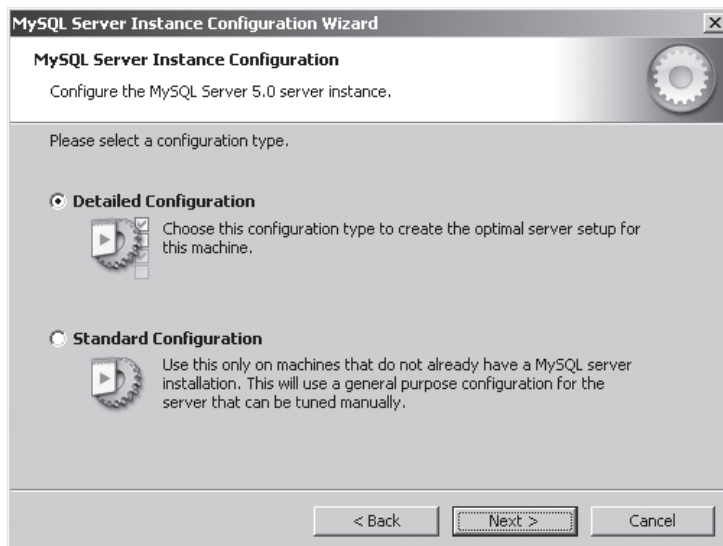 MySQL Server Instance Configuration Wizard
MySQL Server Instance Configuration
Configure the MySQL Server 5.0 server instance.
Please select a configuration type.
Detailed Configuration
Choose this configuration type to create the optimal server setup for
this machine.
Standard Configuration
Use this only on machines that do not already have a MySQL server
installation. This will use a general purpose configuration for the
server that can be tuned manually.
< Back
Next >
Cancel